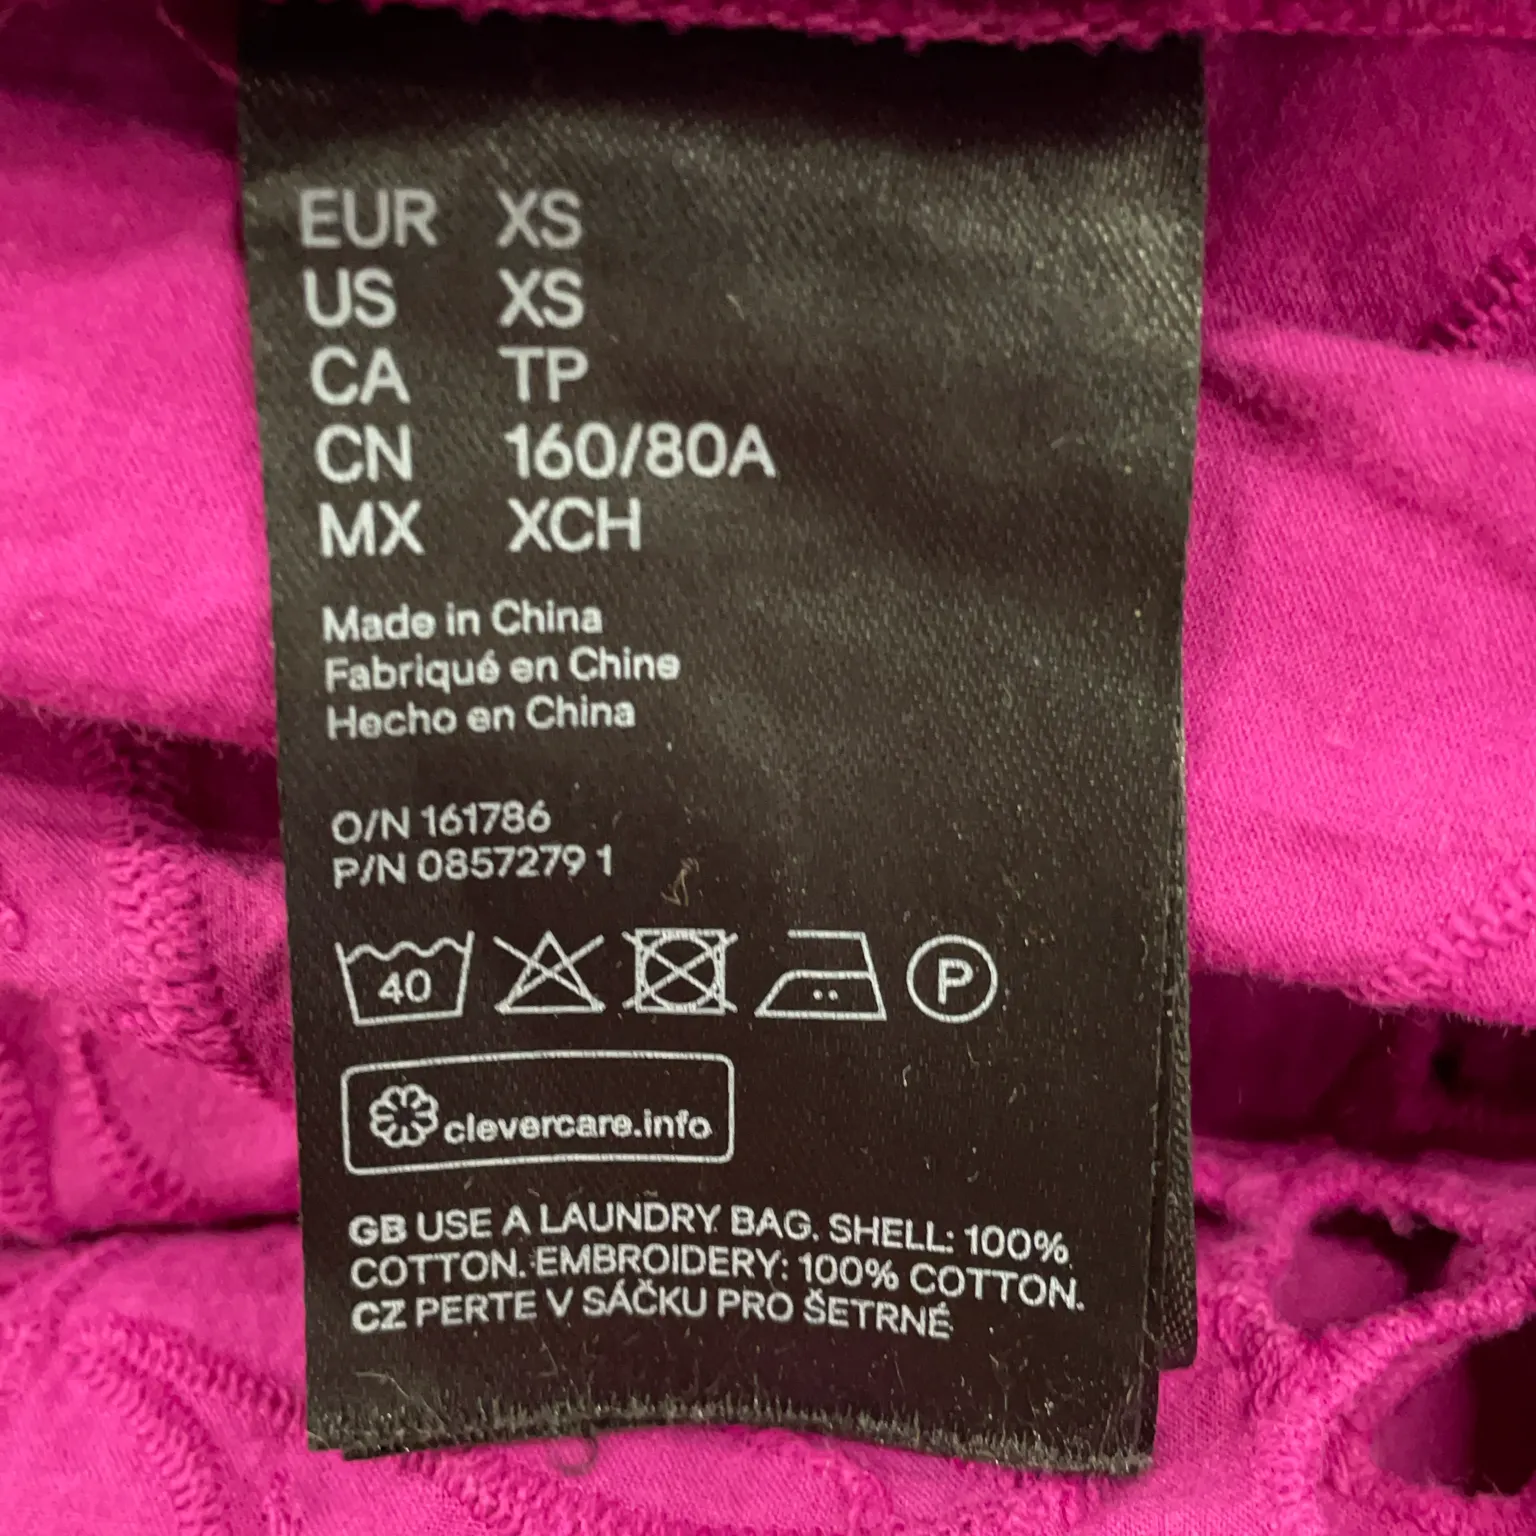 EUR XS
US XS
CA TP
CN 160/80A
MX XCH
Made in China
Fabriqué en Chine
Hecho en China
O/N 161786
P/N 0857279 1
40
P
clevercare.info
GB USE A LAUNDRY BAG. SHELL: 100%
COTTON. EMBROIDERY: 100% COTTON.
CZ PERTE V SÁČKU PRO ŠETRNÉ